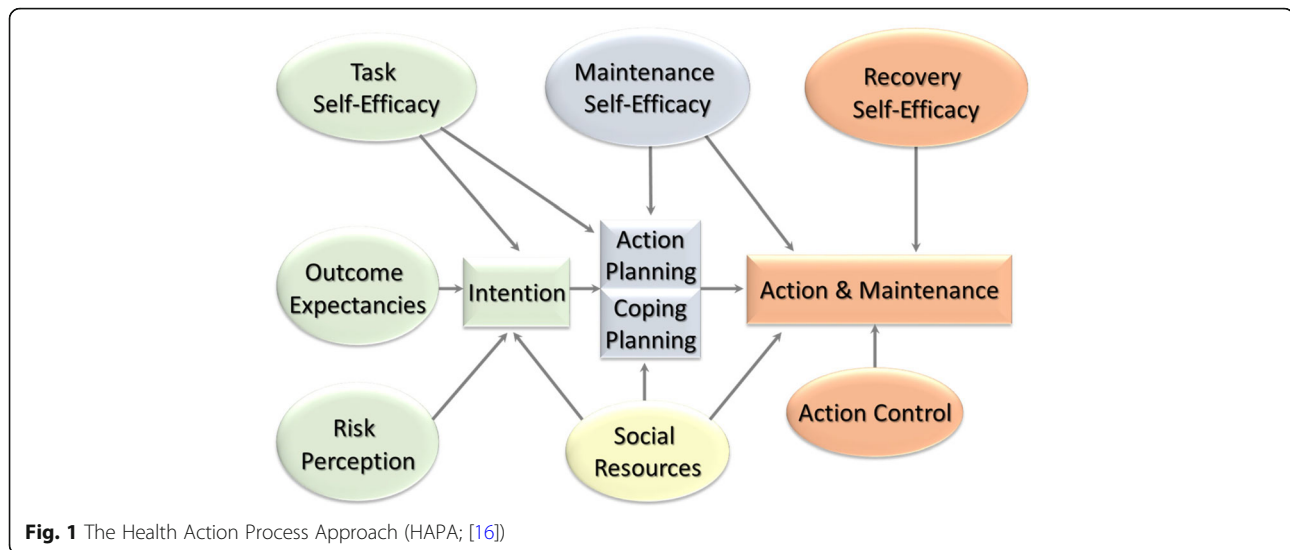 Task
Self-Efficacy
Maintenance
Self-Efficacy
Recovery
Self-Efficacy
Outcome
Expectancies
Intention
Action
Planning
Coping
Planning
Action & Maintenance
Risk
Perception
Social
Resources
Action Control
Fig. 1 The Health Action Process Approach (HAPA; [16])